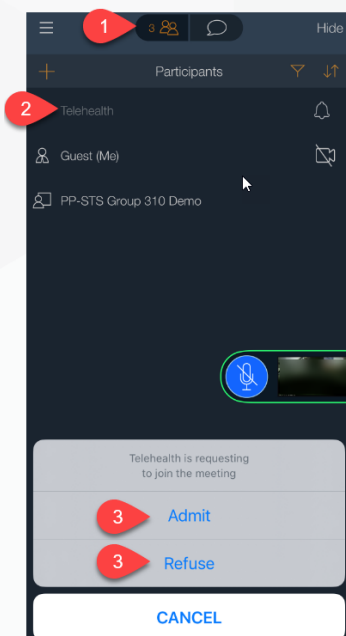 1
3
Hide
Participants
2
Telehealth
Guest (Me)
PP-STS Group 310 Demo
Telehealth is requesting
to join the meeting
3
Admit
3
Refuse
CANCEL